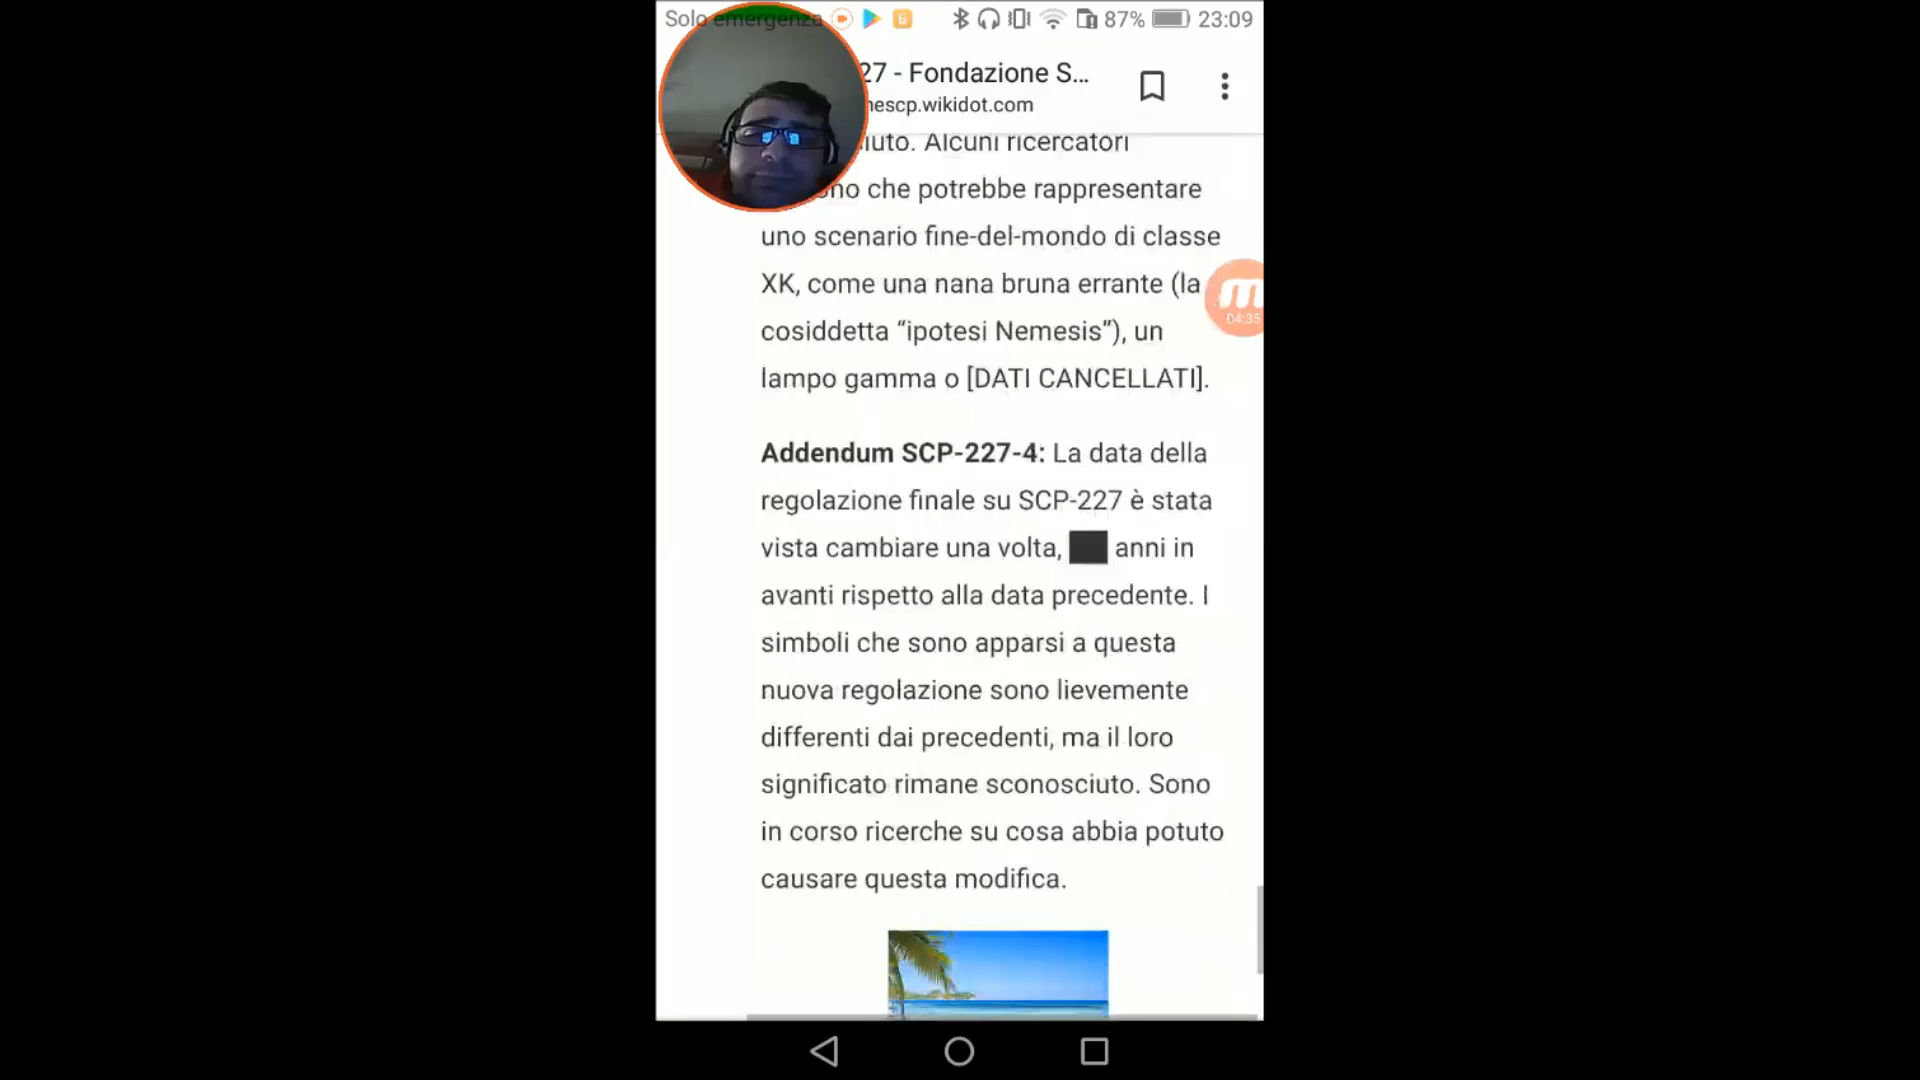 Solo emergenza 87% 23:09
27 - Fondazione S...
nescp.wikidot.com
iuto. Alcuni ricercatori
no che potrebbe rappresentare
uno scenario fine-del-mondo di classe
XK, come una nana bruna errante (la
cosiddetta “ipotesi Nemesis”), un
04:35
lampo gamma o [DATI CANCELLATI].
Addendum SCP-227-4: La data della
regolazione finale su SCP-227 è stata
vista cambiare una volta, anni in
avanti rispetto alla data precedente. I
simboli che sono apparsi a questa
nuova regolazione sono lievemente
differenti dai precedenti, ma il loro
significato rimane sconosciuto. Sono
in corso ricerche su cosa abbia potuto
causare questa modifica.